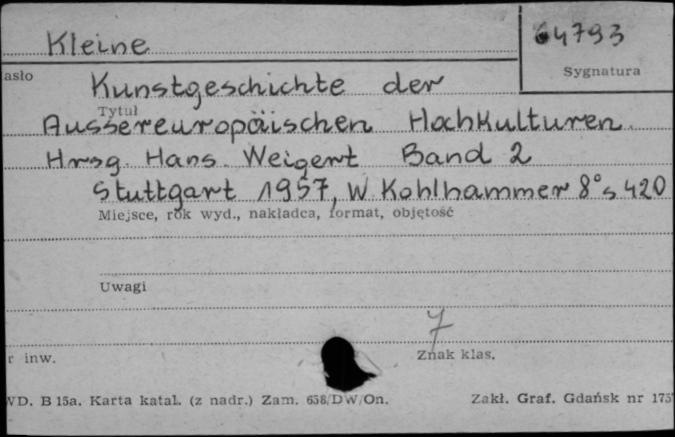 Kleine
64793
asło
Sygnatura
Kunstgeschichte der
Tytuł
Aussereuropäischen Hochkulturen.
Hrsg. Hans. Weigert Band 2
Stuttgart 1957, W. Kohlhammer 8° s 420
Miejsce, rok wyd., nakładca, format, objętość
Uwagi
7
r inw.
Znak klas.
WD. B 15a. Karta katal. (z nadr.) Zam. 658/DW/On.
Zakł. Graf. Gdańsk nr 175